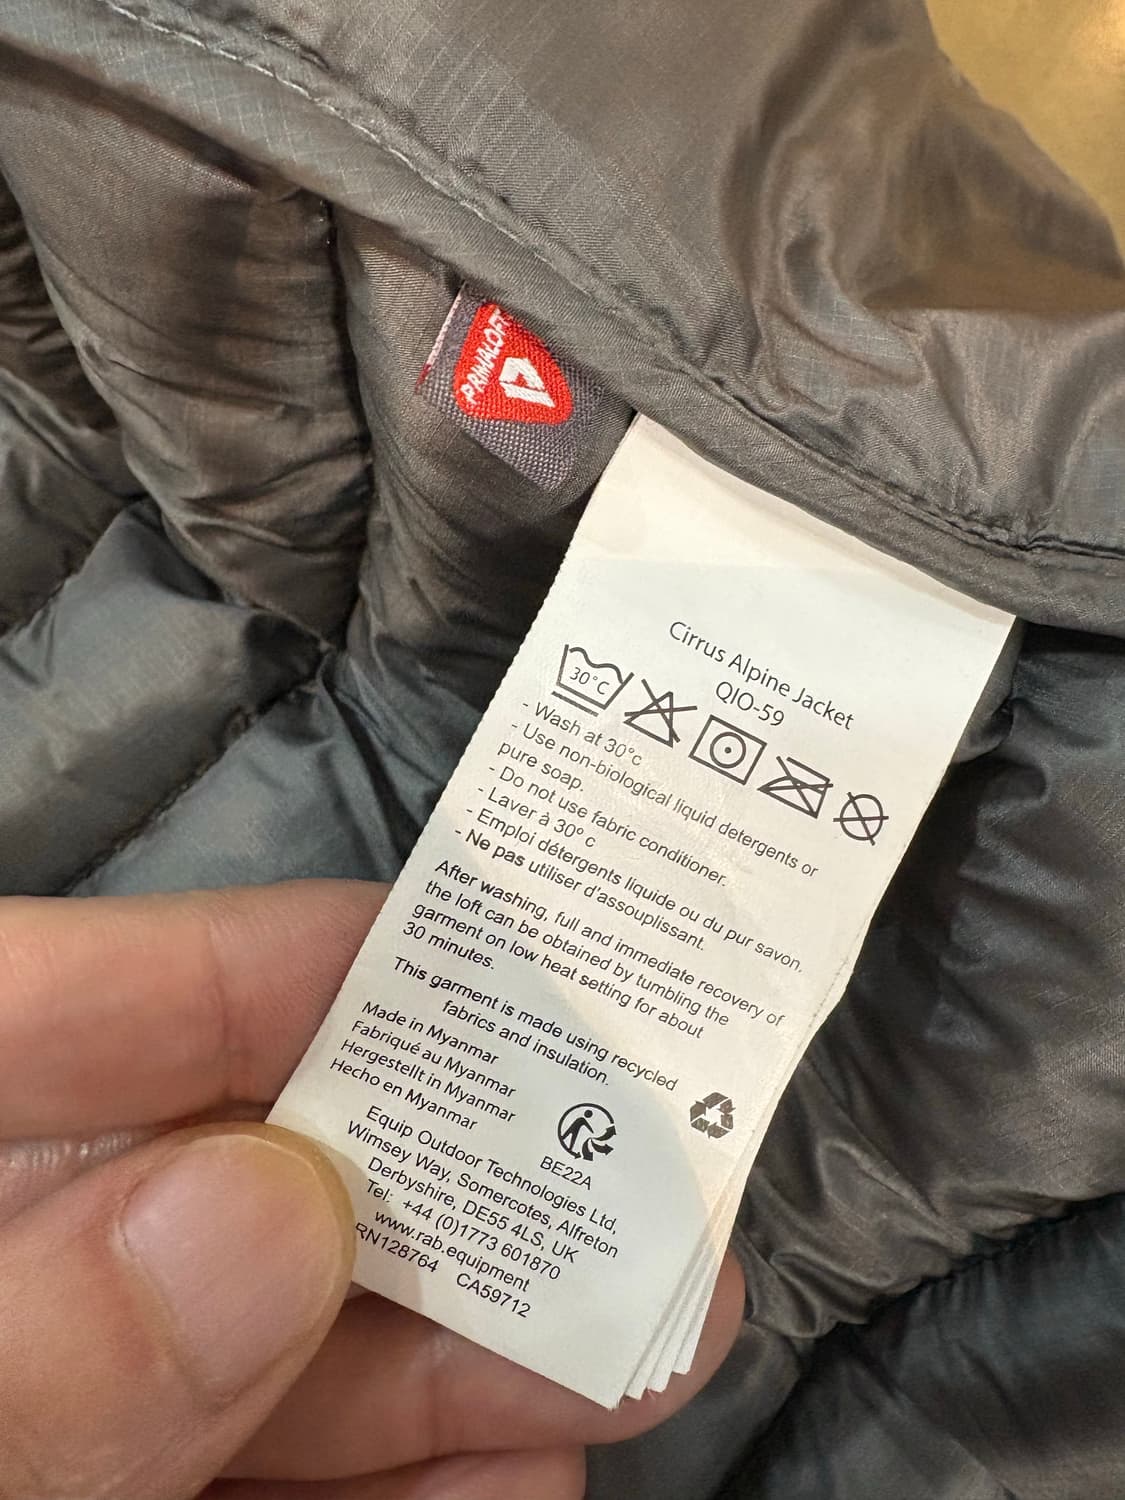 PRIMALOFT
Cirrus Alpine Jacket
QIO-59
30°C
- Wash at 30°c
- Use non-biological liquid detergents or
pure soap.
- Do not use fabric conditioner.
- Laver à 30° c
- Emploi détergents liquide ou du pur savon.
- Ne pas utiliser d'assouplissant.
After washing, full and immediate recovery of
the loft can be obtained by tumbling the
garment on low heat setting for about
30 minutes.
This garment is made using recycled
fabrics and insulation.
Made in Myanmar
Fabriqué au Myanmar
Hergestellt in Myanmar
Hecho en Myanmar
BE22A
Equip Outdoor Technologies Ltd,
Wimsey Way, Somercotes, Alfreton
Derbyshire, DE55 4LS, UK
Tel: +44 (0)1773 601870
www.rab.equipment
RN128764 CA59712